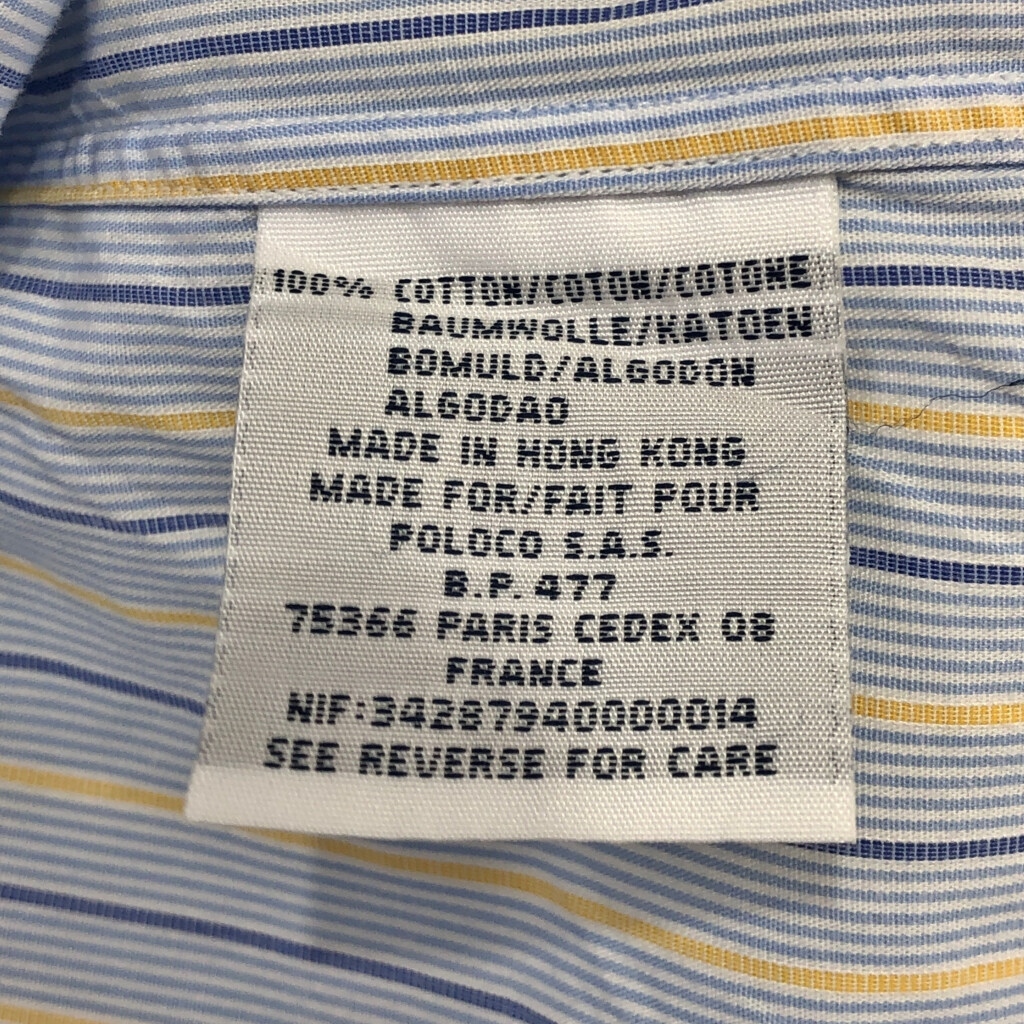 100% COTTON/COTON/COTONE
BAUMWOLLE/KATOEN
BOMULD/ALGODON
ALGODAO
MADE IN HONG KONG
MADE FOR/FAIT POUR
POLOCO S.A.S.
B.P. 477
75366 PARIS CEDEX 08
FRANCE
NIF:34287940000014
SEE REVERSE FOR CARE